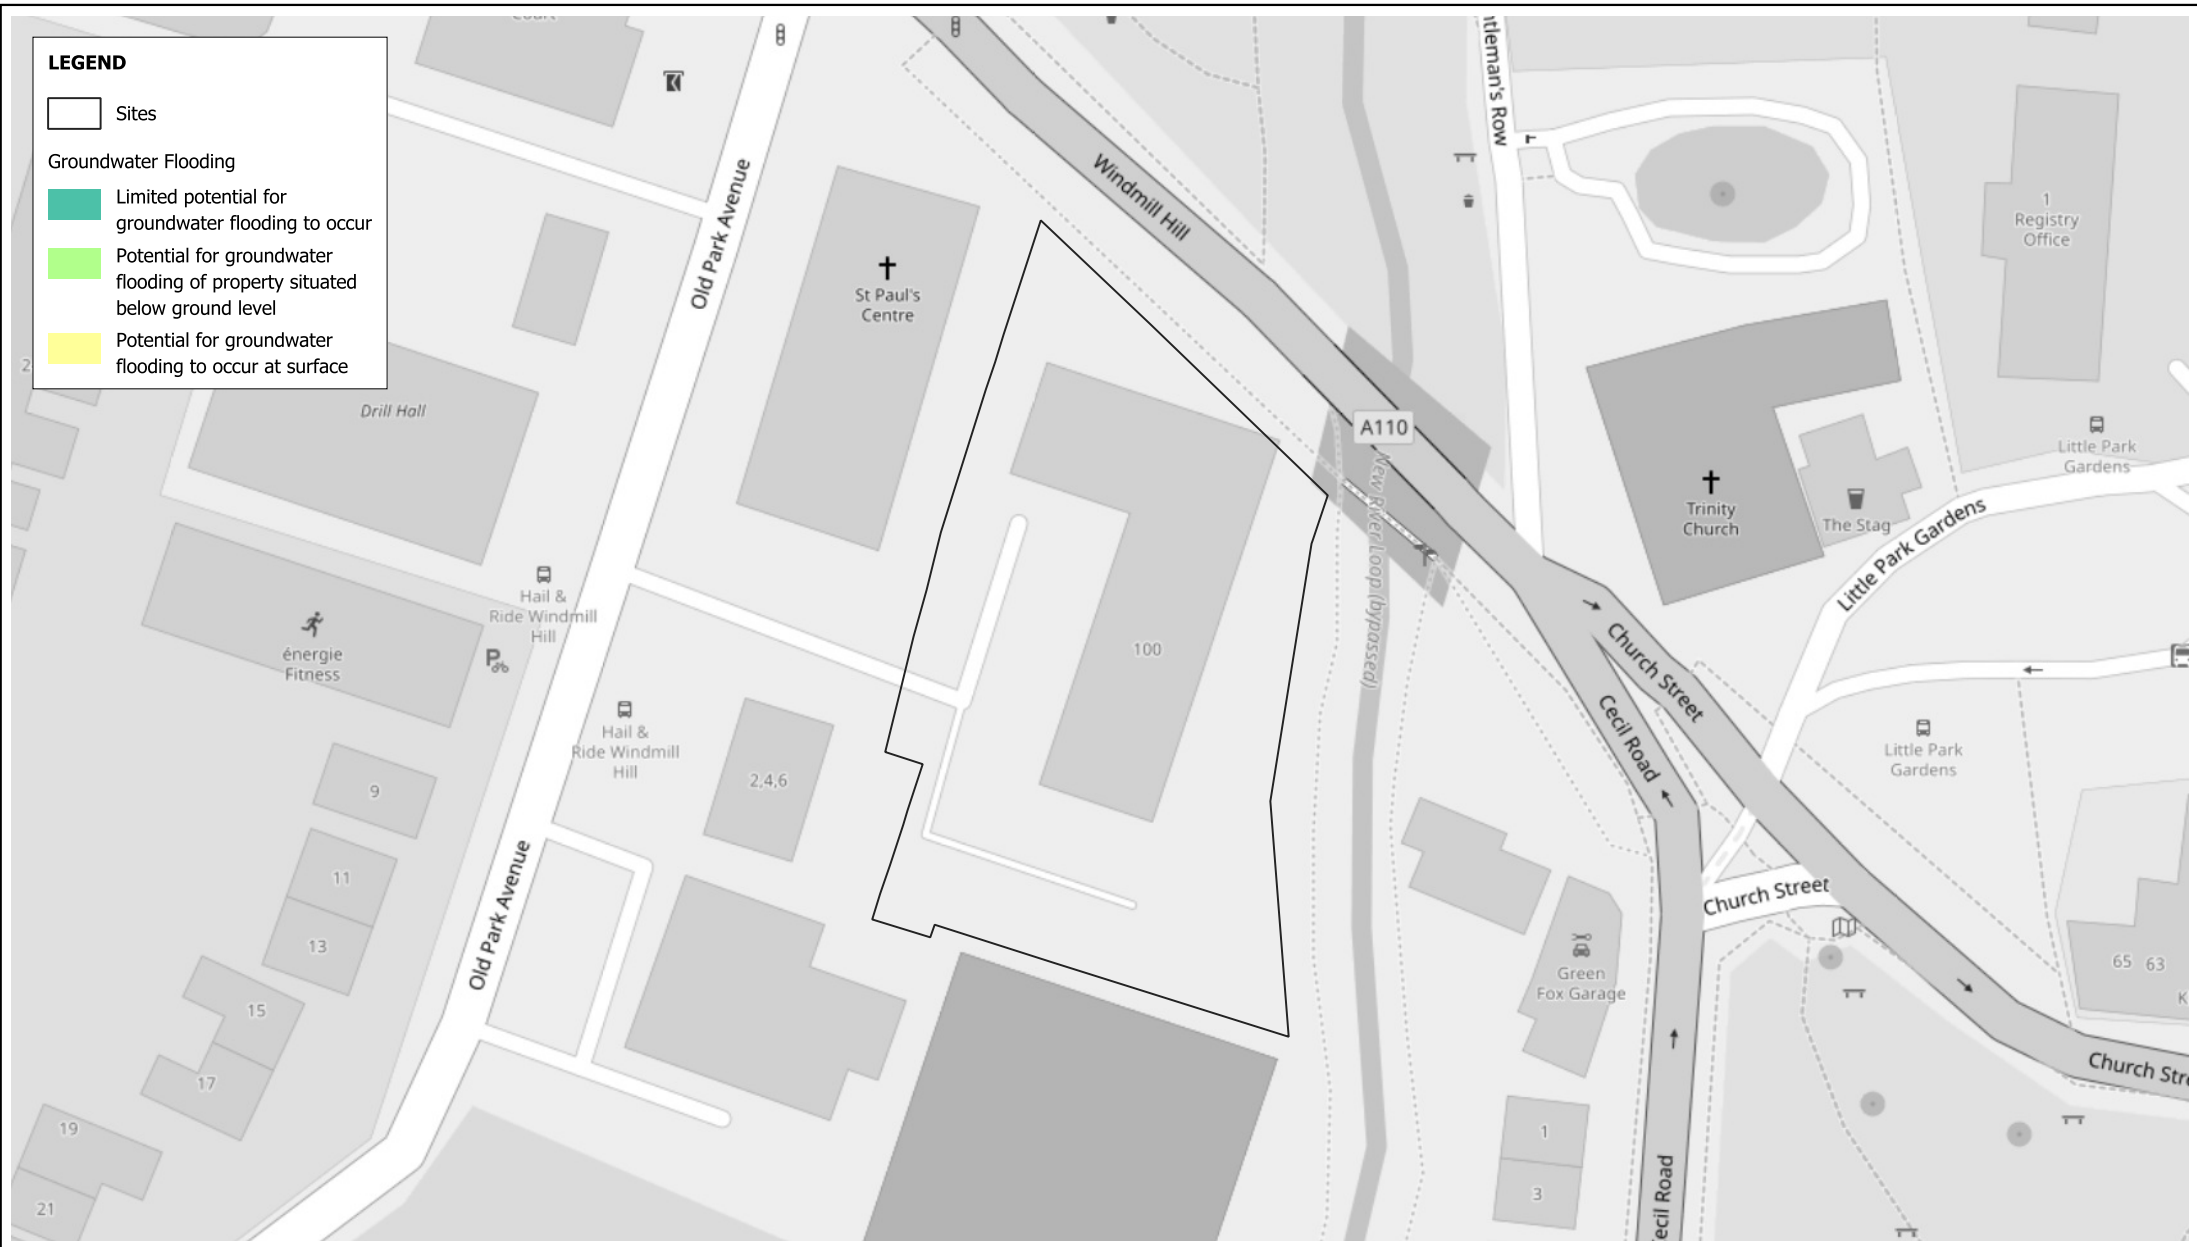 LEGEND
Sites
Groundwater Flooding
Limited potential for
groundwater flooding to occur
Potential for groundwater
flooding of property situated
below ground level
Potential for groundwater
flooding to occur at surface
Windmill Hill
Old Park Avenue
St Paul's
Centre
Drill Hall
A110
New River Loop (bypassed)
1
Registry
Office
Little Park
Gardens
Trinity
Church
The Stag
Little Park Gardens
Hail &
Ride Windmill
Hill
énergie
Fitness
100
Church Street
Cecil Road
Hail &
Ride Windmill
Hill
2,4,6
Little Park
Gardens
9
11
13
Old Park Avenue
Church Street
Green
Fox Garage
65 63
15
17
19
21
1
3